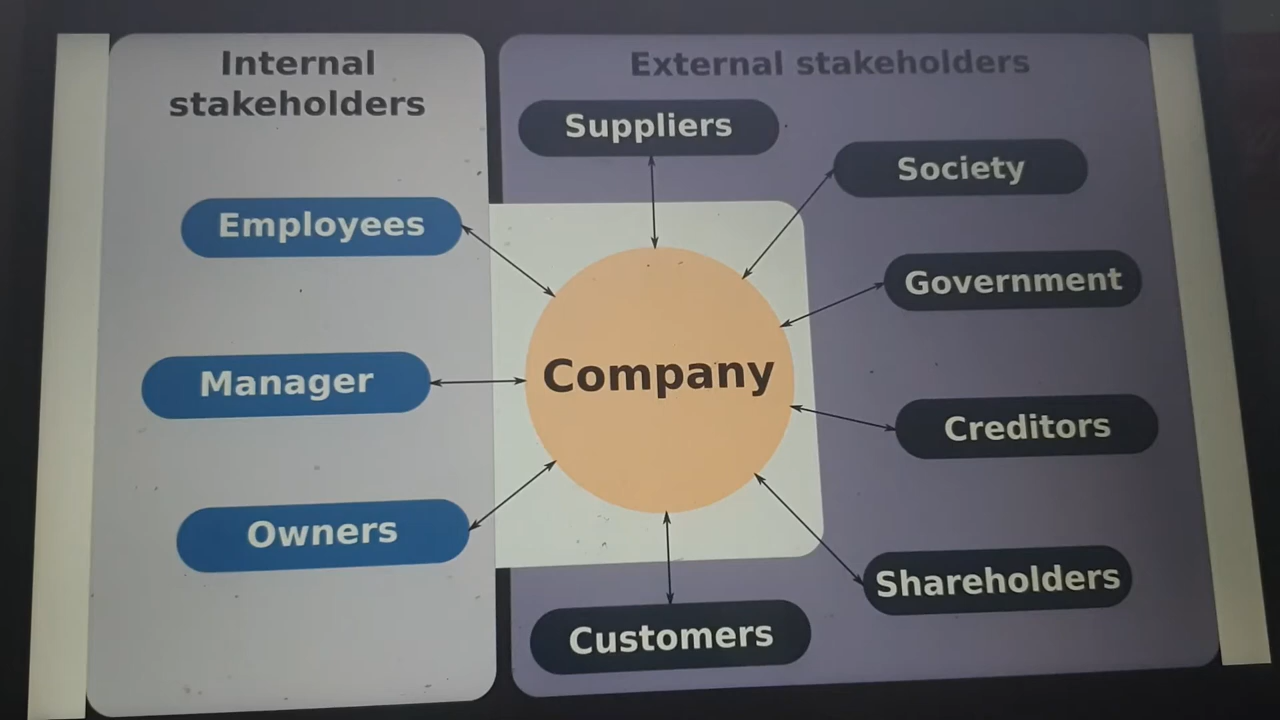 Internal
stakeholders
External stakeholders
Suppliers
Society
Employees
Government
Manager
Company
Creditors
Owners
Shareholders
Customers